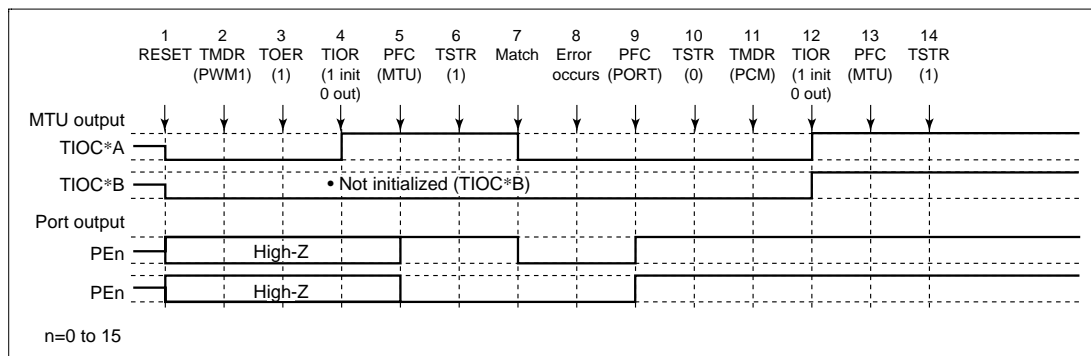 1 2 3 4 5 6 7 8 9 10 11 12 13 14
RESET TMDR TOER TIOR PFC TSTR Match Error PFC TSTR TMDR TIOR PFC TSTR
(PWM1) (1) (1 init (MTU) (1) occurs (PORT) (0) (PCM) (1 init (MTU) (1)
0 out) 0 out)
MTU output
TIOC*A
TIOC*B • Not initialized (TIOC*B)
Port output
PEn High-Z
PEn High-Z
n=0 to 15